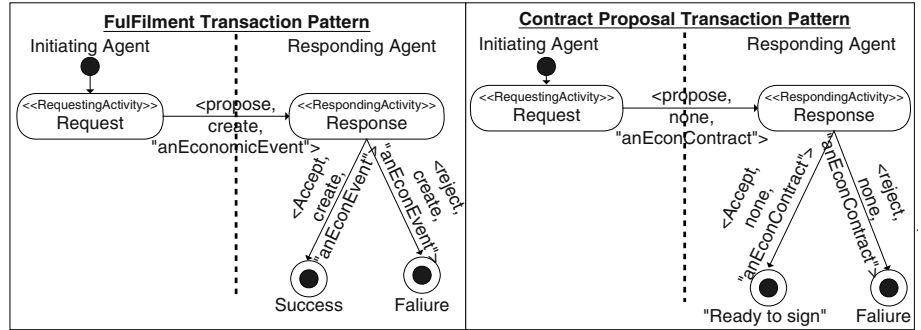 FulFilment Transaction Pattern
Initiating Agent
Responding Agent
<<RequestingActivity>>
Request
<propose,
create,
"anEconomicEvent">
<<RespondingActivity>>
Response
<Accept,
create,
"anEconEvent">
<reject,
create,
"anEconEvent">
Success
Faliure
Contract Proposal Transaction Pattern
Initiating Agent
Responding Agent
<<RequestingActivity>>
Request
<propose,
none,
"anEconContract">
<<RespondingActivity>>
Response
<Accept,
none,
"anEconContract">
<reject,
none,
"anEconContract">
"Ready to sign"
Faliure